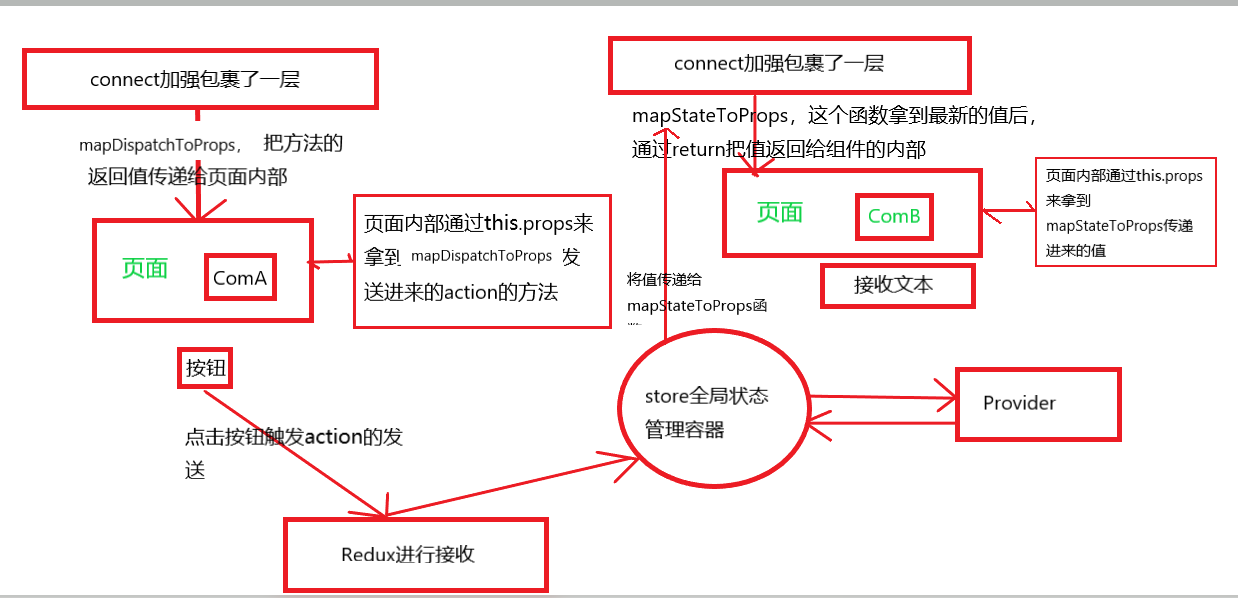 connect加强包裹了一层
mapDispatchToProps， 把方法的
返回值传递给页面内部
页面
ComA
页面内部通过this.props来
拿到 mapDispatchToProps 发
送进来的action的方法
按钮
点击按钮触发action的发
送
Redux进行接收
connect加强包裹了一层
mapStateToProps，这个函数拿到最新的值后，
通过return把值返回给组件的内部
页面
ComB
页面内部通过this.props
来拿到
mapStateToProps传递
进来的值
接收文本
将值传递给
mapStateToProps函
store全局状态
管理容器
Provider